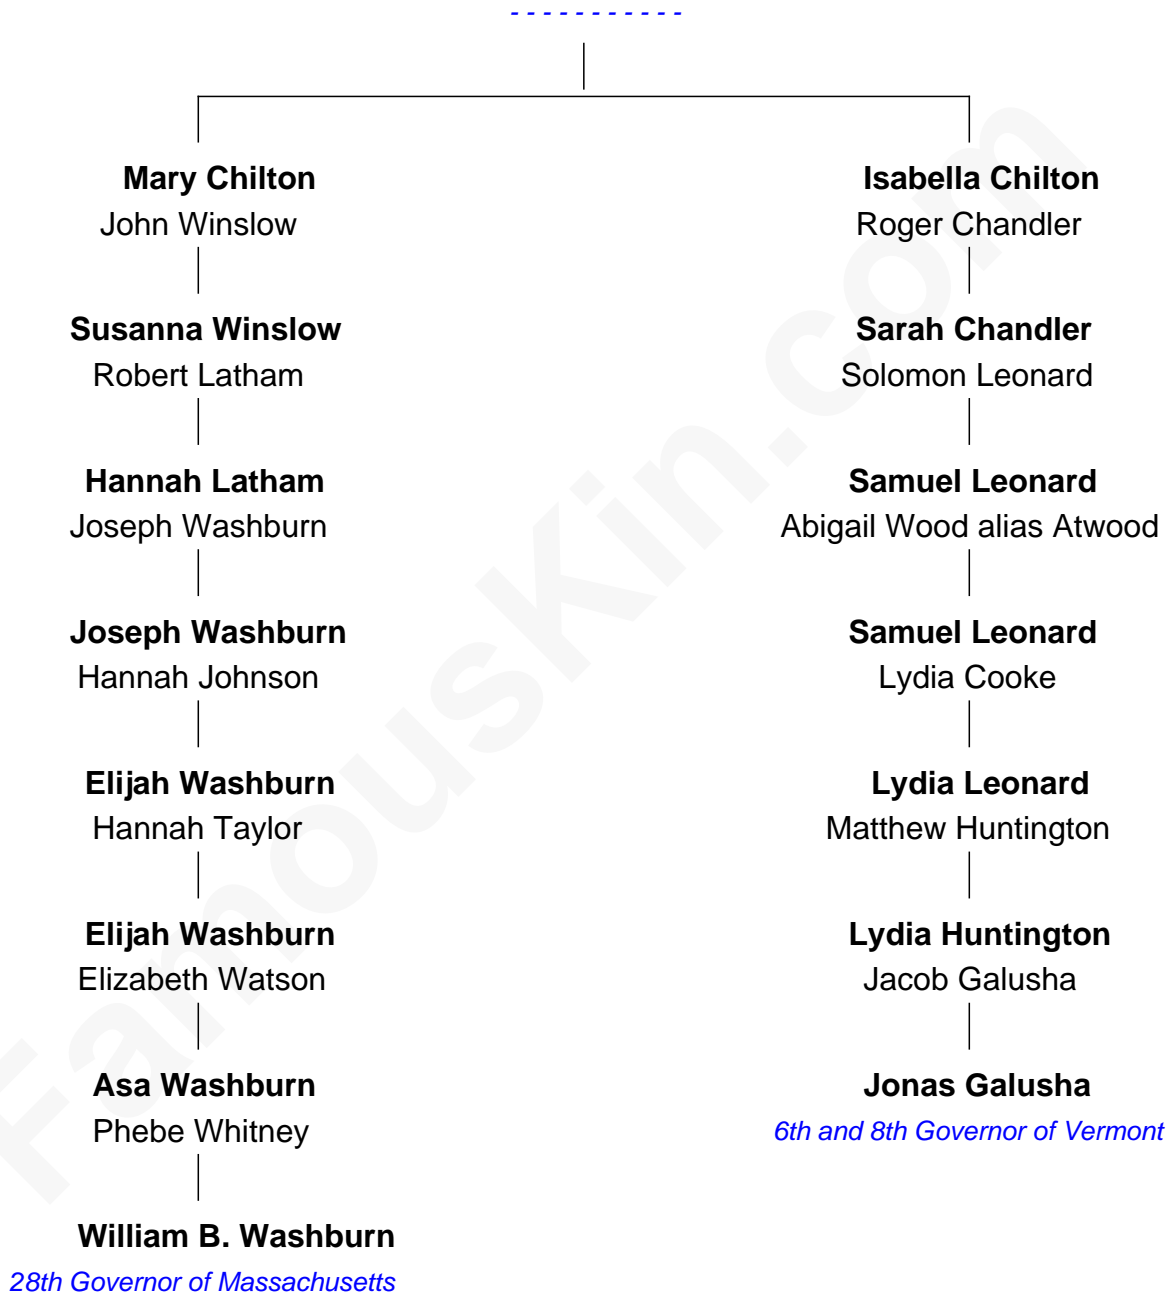 - - - - - - - - - - -
Mary Chilton
John Winslow
Isabella Chilton
Roger Chandler
Susanna Winslow
Robert Latham
Sarah Chandler
Solomon Leonard
Hannah Latham
Joseph Washburn
Samuel Leonard
Abigail Wood alias Atwood
Joseph Washburn
Hannah Johnson
Samuel Leonard
Lydia Cooke
Elijah Washburn
Hannah Taylor
Lydia Leonard
Matthew Huntington
Elijah Washburn
Elizabeth Watson
Lydia Huntington
Jacob Galusha
Asa Washburn
Phebe Whitney
Jonas Galusha
6th and 8th Governor of Vermont
William B. Washburn
28th Governor of Massachusetts
FamousKin.com